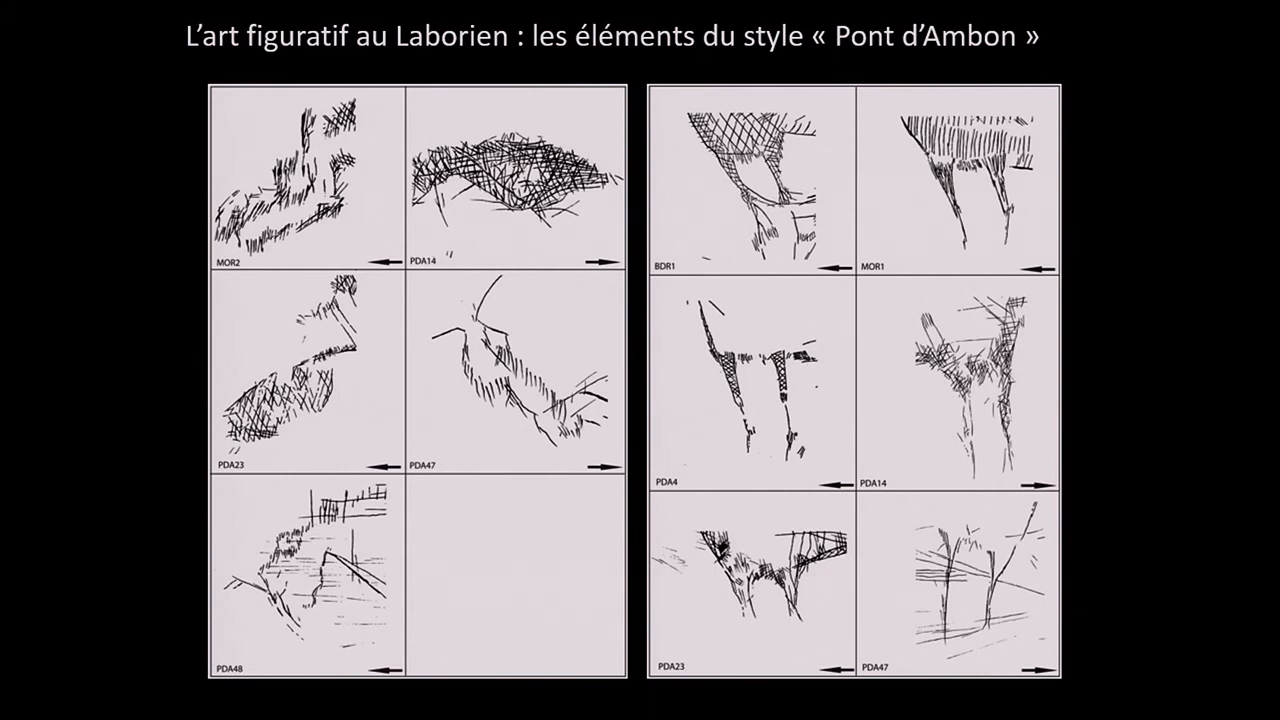 L’art figuratif au Laborien : les éléments du style « Pont d’Ambon »
MOR2
PDA14
PDA23
PDA47
PDA48
BDR1
MOR1
PDA4
PDA14
PDA23
PDA47